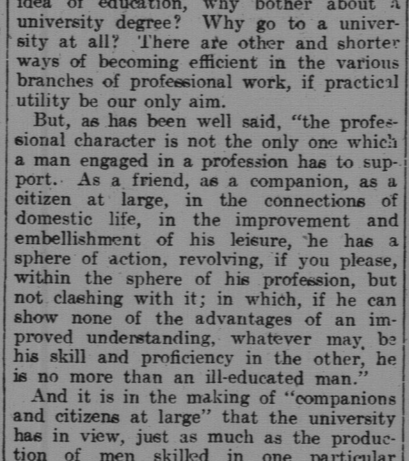 idea of education, why bother about a
university degree? Why go to a univer-
sity at all? There are other and shorter
ways of becoming efficient in the various
branches of professional work, if practical
utility be our only aim.
But, as has been well said, "the profes-
sional character is not the only one which
a man engaged in a profession has to sup-
port. As a friend, as a companion, as a
citizen at large, in the connections of
domestic life, in the improvement and
embellishment of his leisure, he has a
sphere of action, revolving, if you please,
within the sphere of his profession, but
not clashing with it; in which, if he can
show none of the advantages of an im-
proved understanding, whatever may be
his skill and proficiency in the other, he
is no more than an ill-educated man."
And it is in the making of "companions
and citizens at large" that the university
has in view, just as much as the produc-
tion of men skilled in one particular